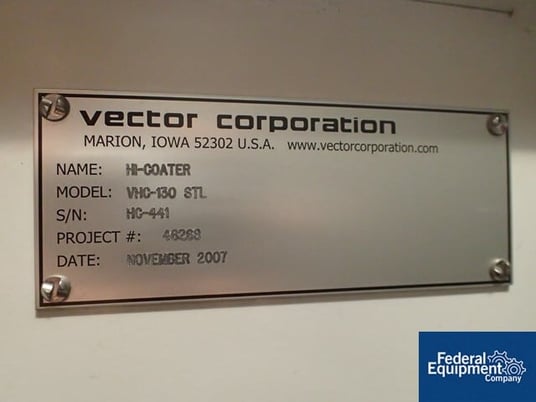 vector corporation
MARION, IOWA 52302 U.S.A. www.vectorcorporation.com
NAME: HI-COATER
MODEL: VHC-130 STL
S/N: HC-441
PROJECT #: 48268
DATE: NOVEMBER 2007
Federal
Equipment
Company